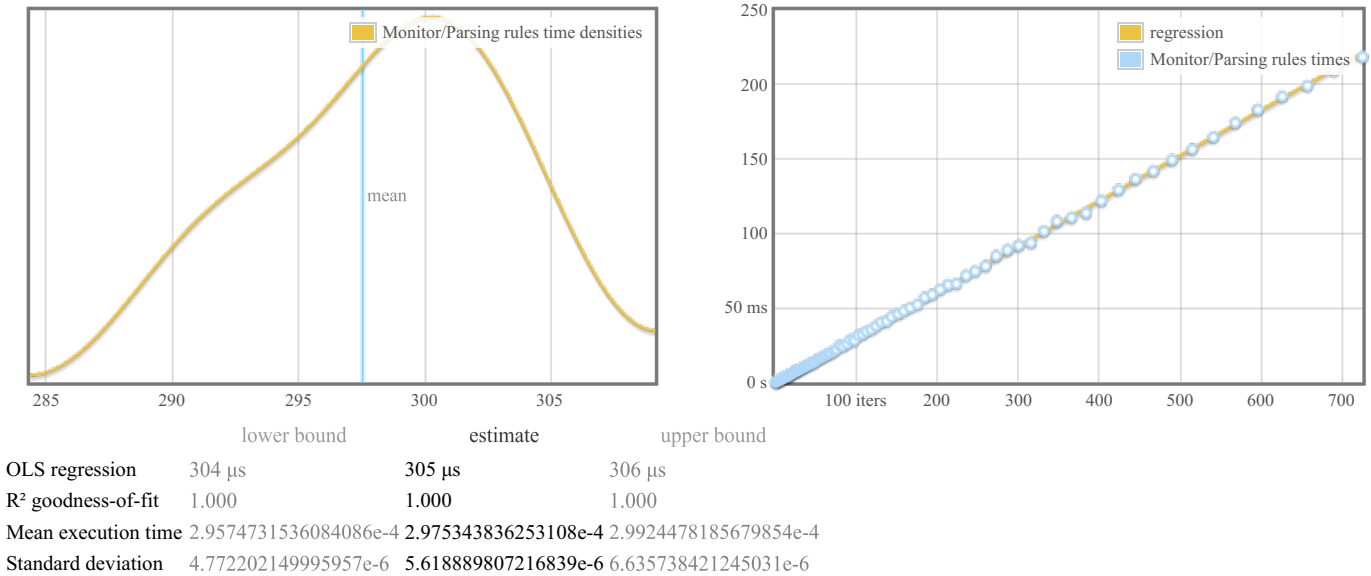 Monitor/Parsing rules time densities
mean
285 290 295 300 305
regression
Monitor/Parsing rules times
250
200
150
100
50 ms
0 s
100 iters 200 300 400 500 600 700
lower bound estimate upper bound
OLS regression 304 μs 305 μs 306 μs
R² goodness-of-fit 1.000 1.000 1.000
Mean execution time 2.9574731536084086e-4 2.975343836253108e-4 2.9924478185679854e-4
Standard deviation 4.772202149995957e-6 5.618889807216839e-6 6.635738421245031e-6